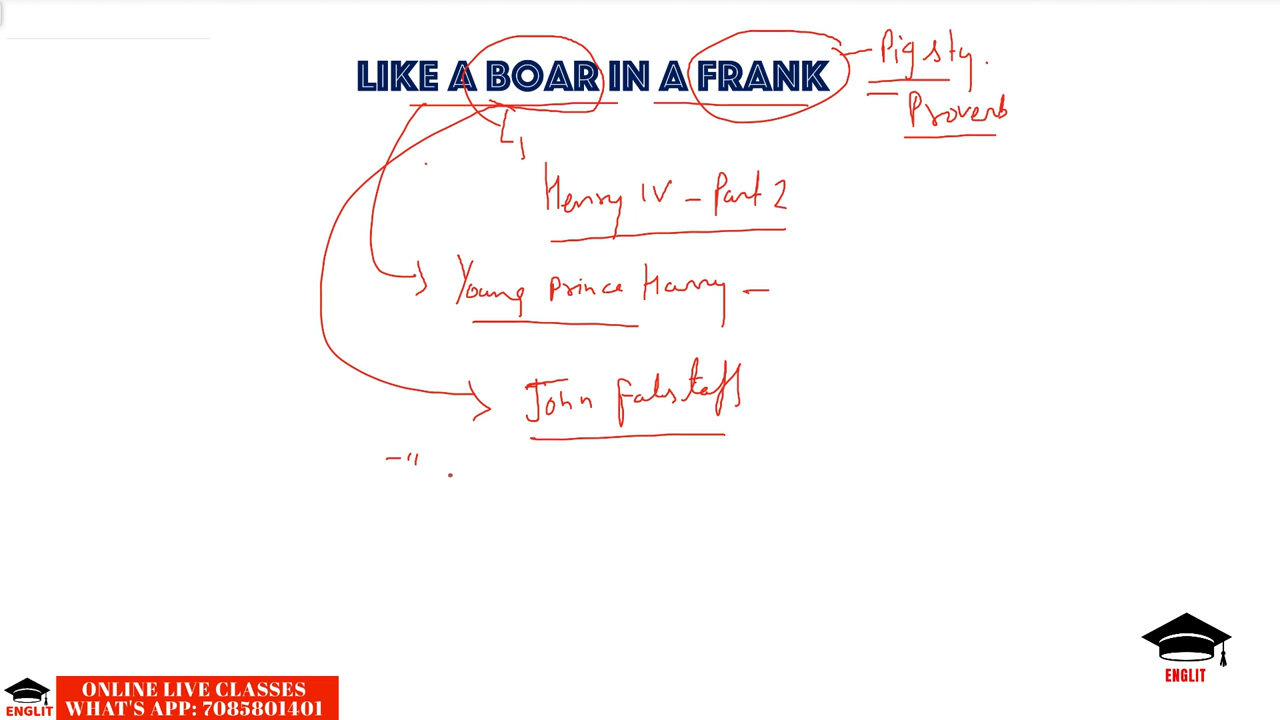 LIKE A BOAR IN A FRANK
Pigsty.
Proverb
Henry IV - Part 2
Young Prince Harry -
John Falstaff
- "
ENGLIT
ONLINE LIVE CLASSES
WHAT'S APP: 7085801401
ENGLIT